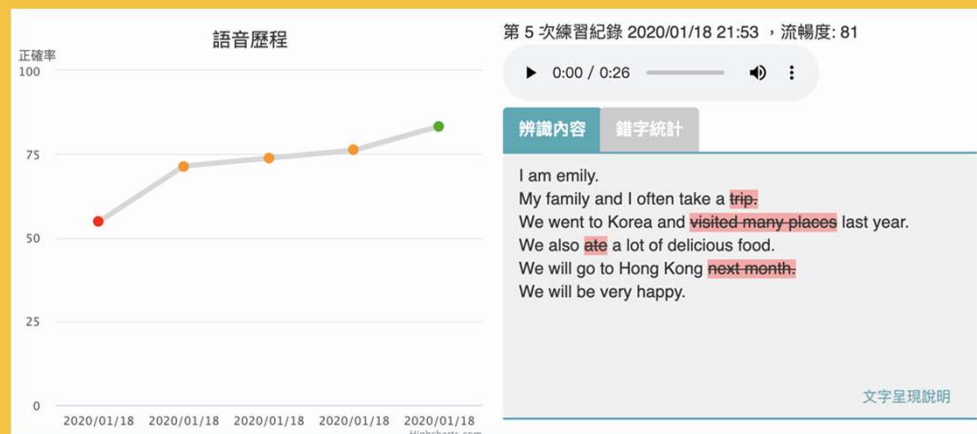 語音歷程
正確率
100
75
50
25
0
2020/01/18 2020/01/18 2020/01/18 2020/01/18 2020/01/18
Highcharts.com
第 5 次練習紀錄 2020/01/18 21:53 ，流暢度: 81
0:00 / 0:26
辨識內容 錯字統計
I am emily.
My family and I often take a trip.
We went to Korea and visited many places last year.
We also ate a lot of delicious food.
We will go to Hong Kong next month.
We will be very happy.
文字呈現說明